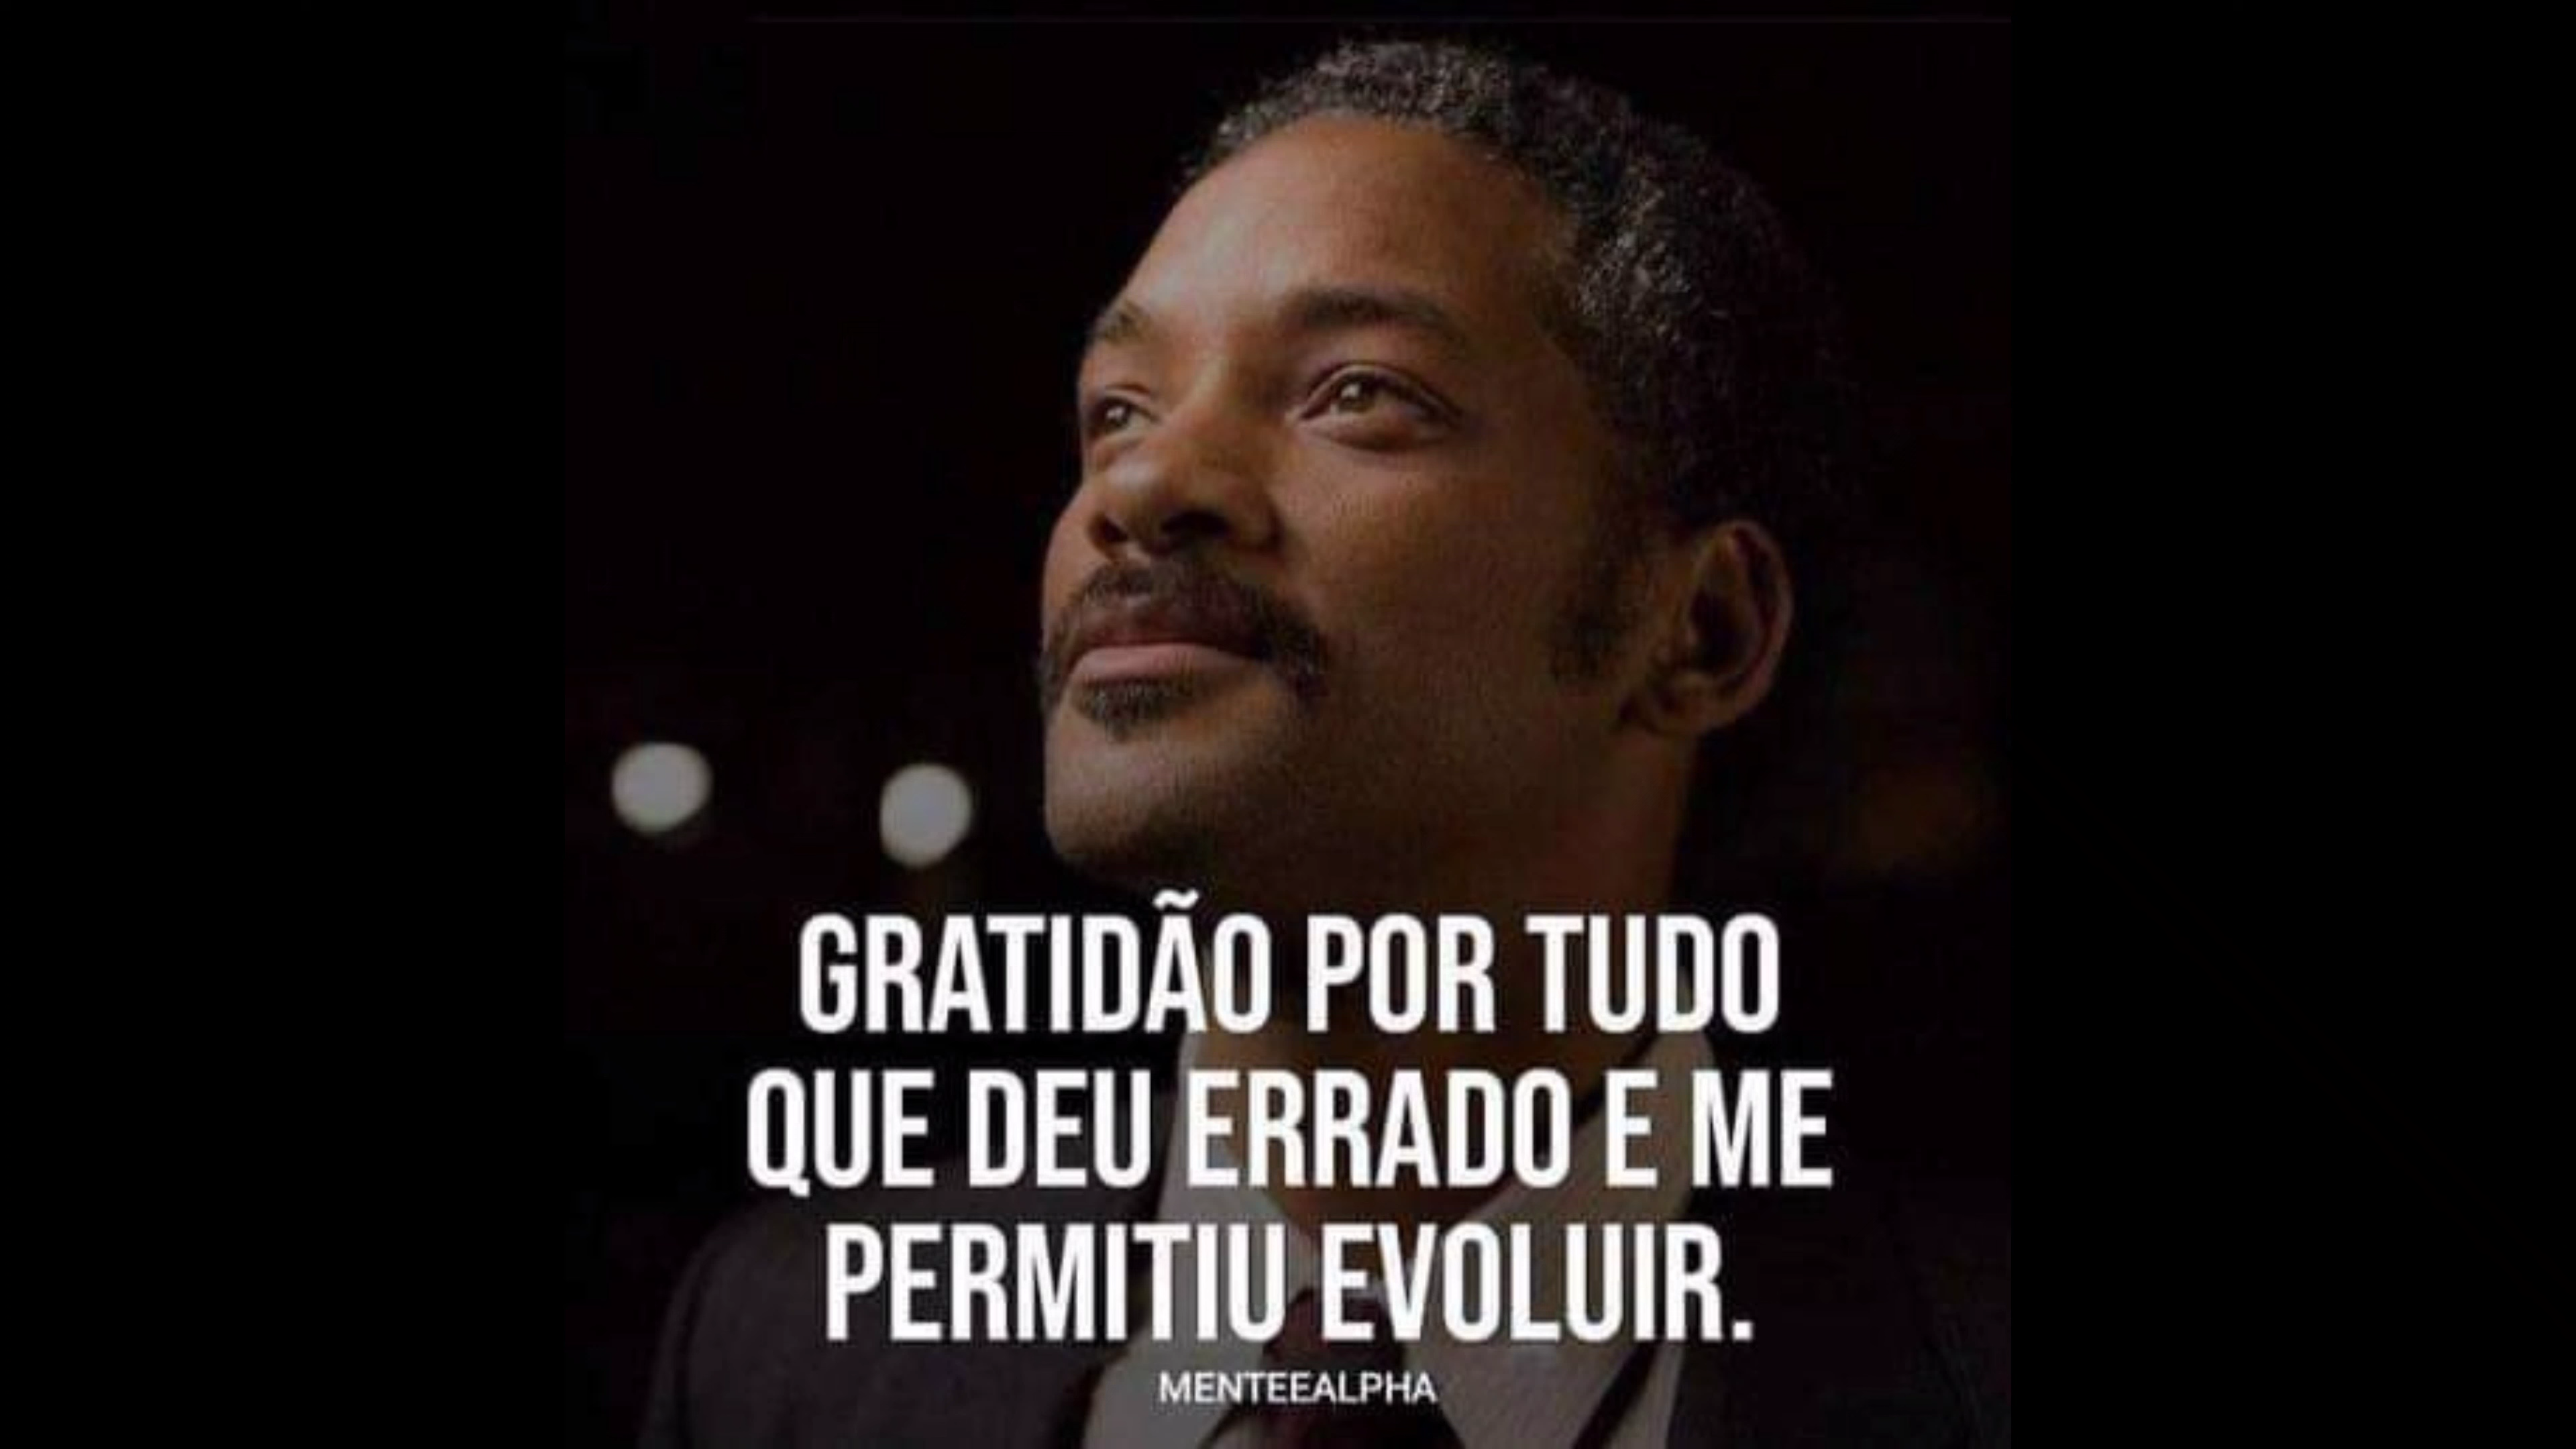 GRATIDÃO POR TUDO
QUE DEU ERRADO E ME
PERMITIU EVOLUIR.
MENTEEALPHA